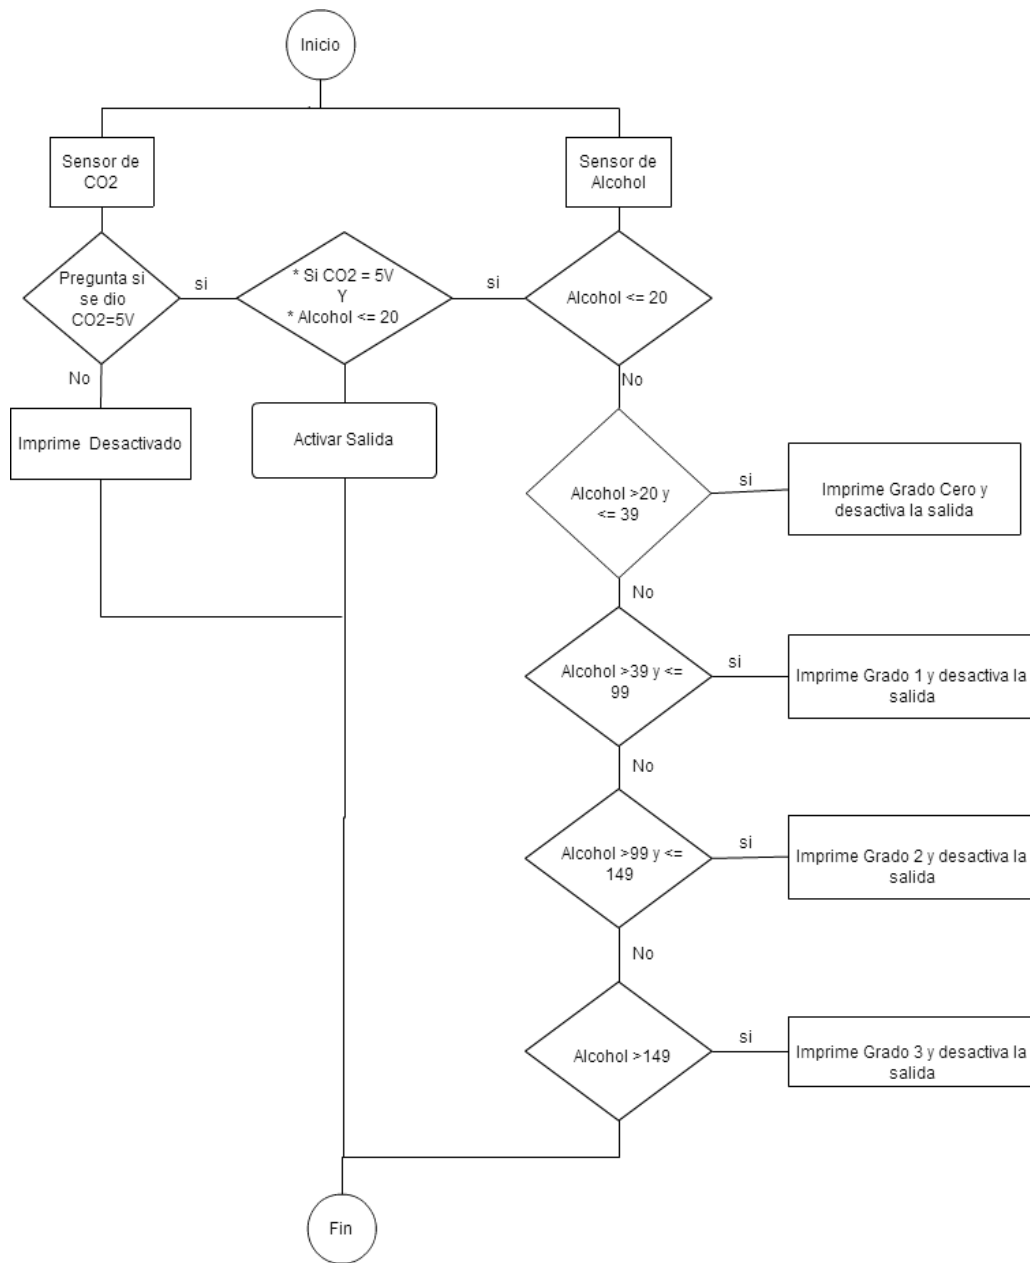 Inicio
Sensor de
CO2
Sensor de
Alcohol
Pregunta si
se dio
CO2=5V
si
* Si CO2 = 5V
Y
* Alcohol <= 20
si
Alcohol <= 20
No
No
Imprime Desactivado
Activar Salida
Alcohol >20 y
<= 39
si
Imprime Grado Cero y
desactiva la salida
No
Alcohol >39 y <=
99
si
Imprime Grado 1 y desactiva la
salida
No
Alcohol >99 y <=
149
si
Imprime Grado 2 y desactiva la
salida
No
Alcohol >149
si
Imprime Grado 3 y desactiva la
salida
Fin